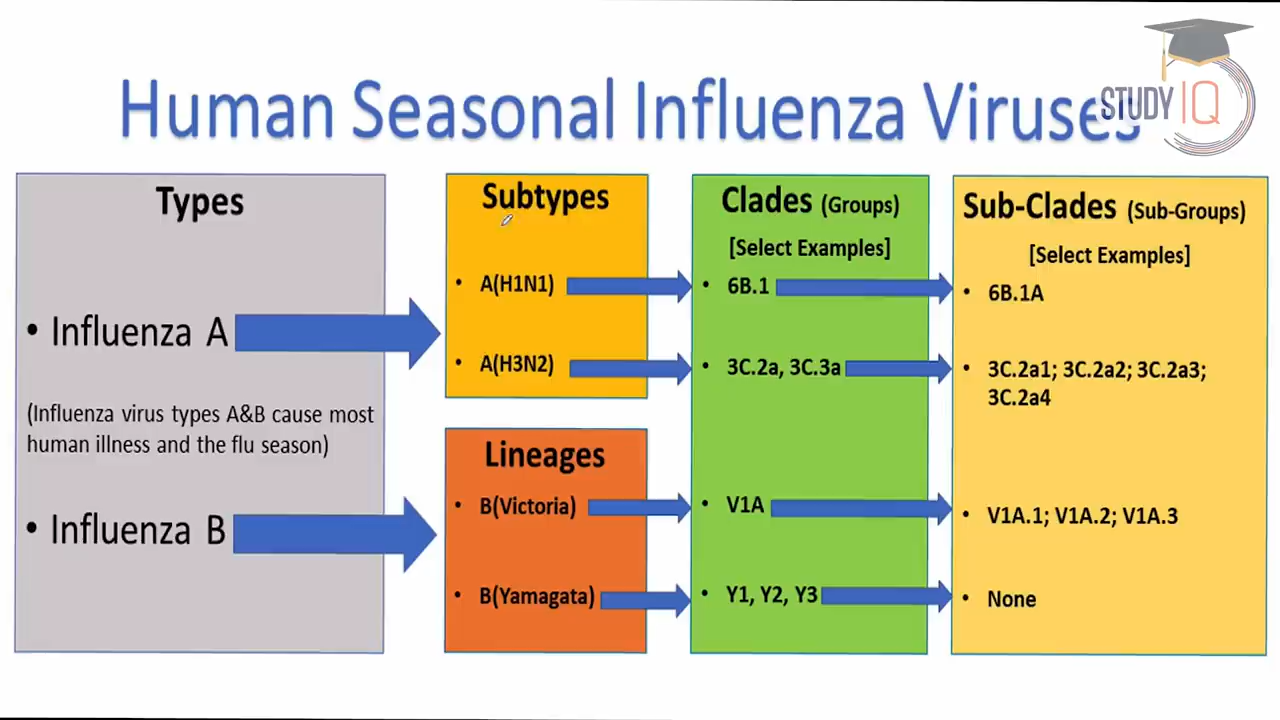 Human Seasonal Influenza Viruses
STUDY IQ
Types
• Influenza A
(Influenza virus types A&B cause most
human illness and the flu season)
• Influenza B
Subtypes
• A(H1N1)
• A(H3N2)
Lineages
• B(Victoria)
• B(Yamagata)
Clades (Groups)
[Select Examples]
• 6B.1
• 3C.2a, 3C.3a
• V1A
• Y1, Y2, Y3
Sub-Clades (Sub-Groups)
[Select Examples]
• 6B.1A
• 3C.2a1; 3C.2a2; 3C.2a3;
3C.2a4
• V1A.1; V1A.2; V1A.3
• None